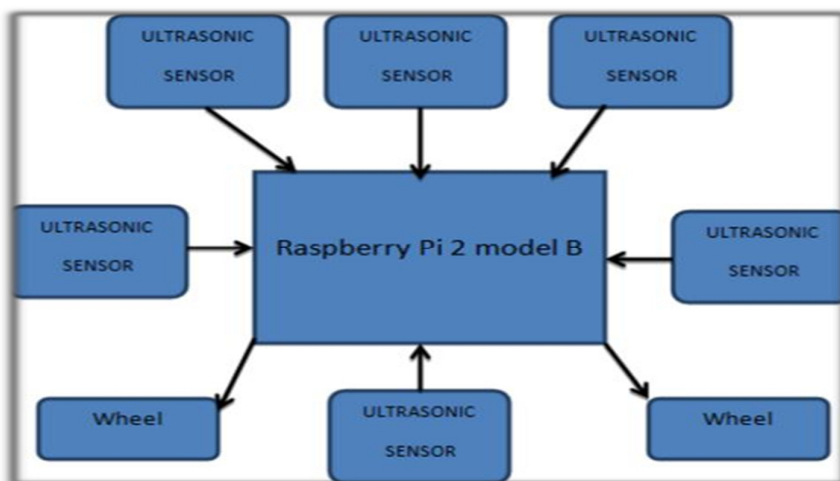 ULTRASONIC
SENSOR
ULTRASONIC
SENSOR
ULTRASONIC
SENSOR
ULTRASONIC
SENSOR
Raspberry Pi 2 model B
ULTRASONIC
SENSOR
Wheel
ULTRASONIC
SENSOR
Wheel